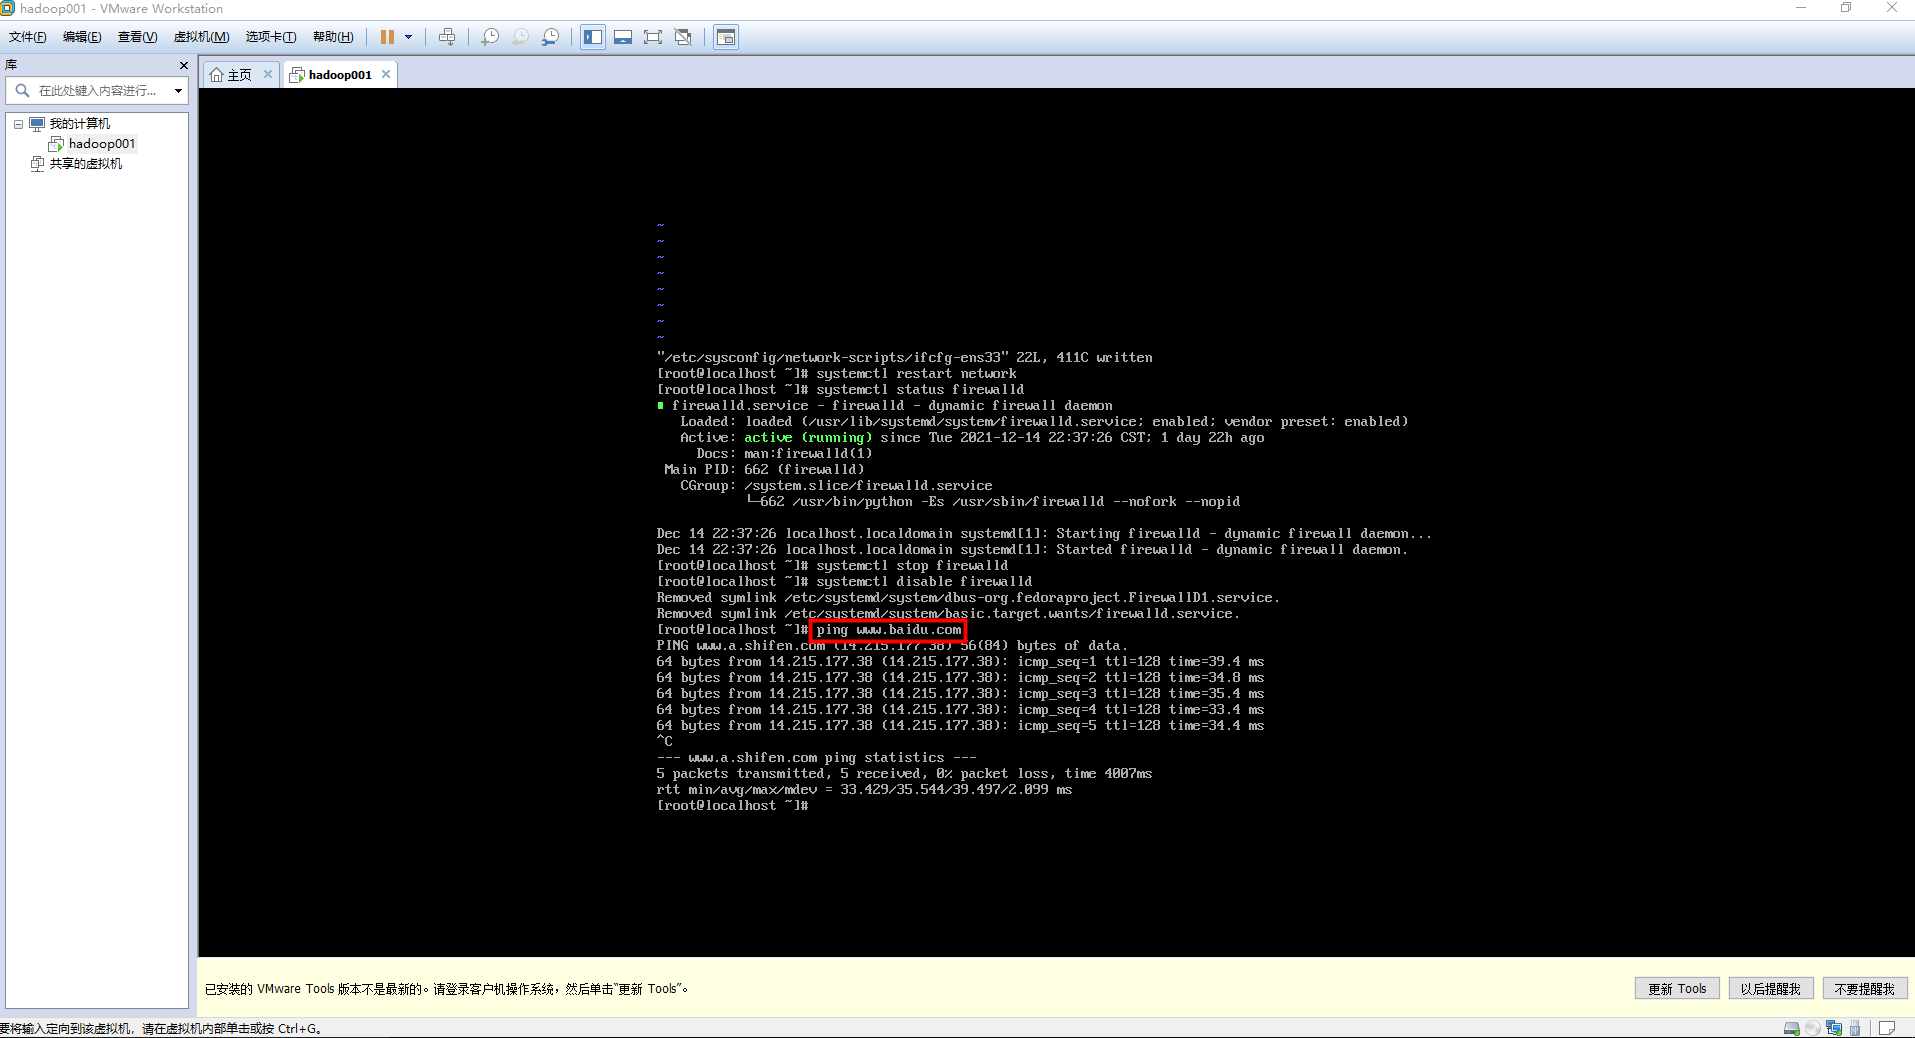 hadoop001 - VMware Workstation
文件(F) 编辑(E) 查看(V) 虚拟机(M) 选项卡(T) 帮助(H)
库
主页 hadoop001
在此处键入内容进行...
我的计算机
hadoop001
共享的虚拟机
~
~
~
~
~
~
~
~
"/etc/sysconfig/network-scripts/ifcfg-ens33" 22L, 411C written
[root@localhost ~]# systemctl restart network
[root@localhost ~]# systemctl status firewalld
firewalld.service - firewalld - dynamic firewall daemon
Loaded: loaded (/usr/lib/systemd/system/firewalld.service; enabled; vendor preset: enabled)
Active: active (running) since Tue 2021-12-14 22:37:26 CST; 1 day 22h ago
Docs: man:firewalld(1)
Main PID: 662 (firewalld)
CGroup: /system.slice/firewalld.service
└─662 /usr/bin/python -Es /usr/sbin/firewalld --nofork --nopid
Dec 14 22:37:26 localhost.localdomain systemd[1]: Starting firewalld - dynamic firewall daemon...
Dec 14 22:37:26 localhost.localdomain systemd[1]: Started firewalld - dynamic firewall daemon.
[root@localhost ~]# systemctl stop firewalld
[root@localhost ~]# systemctl disable firewalld
Removed symlink /etc/systemd/system/dbus-org.fedoraproject.FirewallD1.service.
Removed symlink /etc/systemd/system/basic.target.wants/firewalld.service.
[root@localhost ~]# ping www.baidu.com
PING www.a.shifen.com (14.215.177.38) 56(84) bytes of data.
64 bytes from 14.215.177.38 (14.215.177.38): icmp_seq=1 ttl=128 time=39.4 ms
64 bytes from 14.215.177.38 (14.215.177.38): icmp_seq=2 ttl=128 time=34.8 ms
64 bytes from 14.215.177.38 (14.215.177.38): icmp_seq=3 ttl=128 time=35.4 ms
64 bytes from 14.215.177.38 (14.215.177.38): icmp_seq=4 ttl=128 time=33.4 ms
64 bytes from 14.215.177.38 (14.215.177.38): icmp_seq=5 ttl=128 time=34.4 ms
^C
--- www.a.shifen.com ping statistics ---
5 packets transmitted, 5 received, 0% packet loss, time 4007ms
rtt min/avg/max/mdev = 33.429/35.544/39.497/2.099 ms
[root@localhost ~]#
已安装的 VMware Tools 版本不是最新的。请登录客户机操作系统，然后单击“更新 Tools”。
更新 Tools 以后提醒我 不要提醒我
要将输入定向到该虚拟机，请在虚拟机内部单击或按 Ctrl+G。